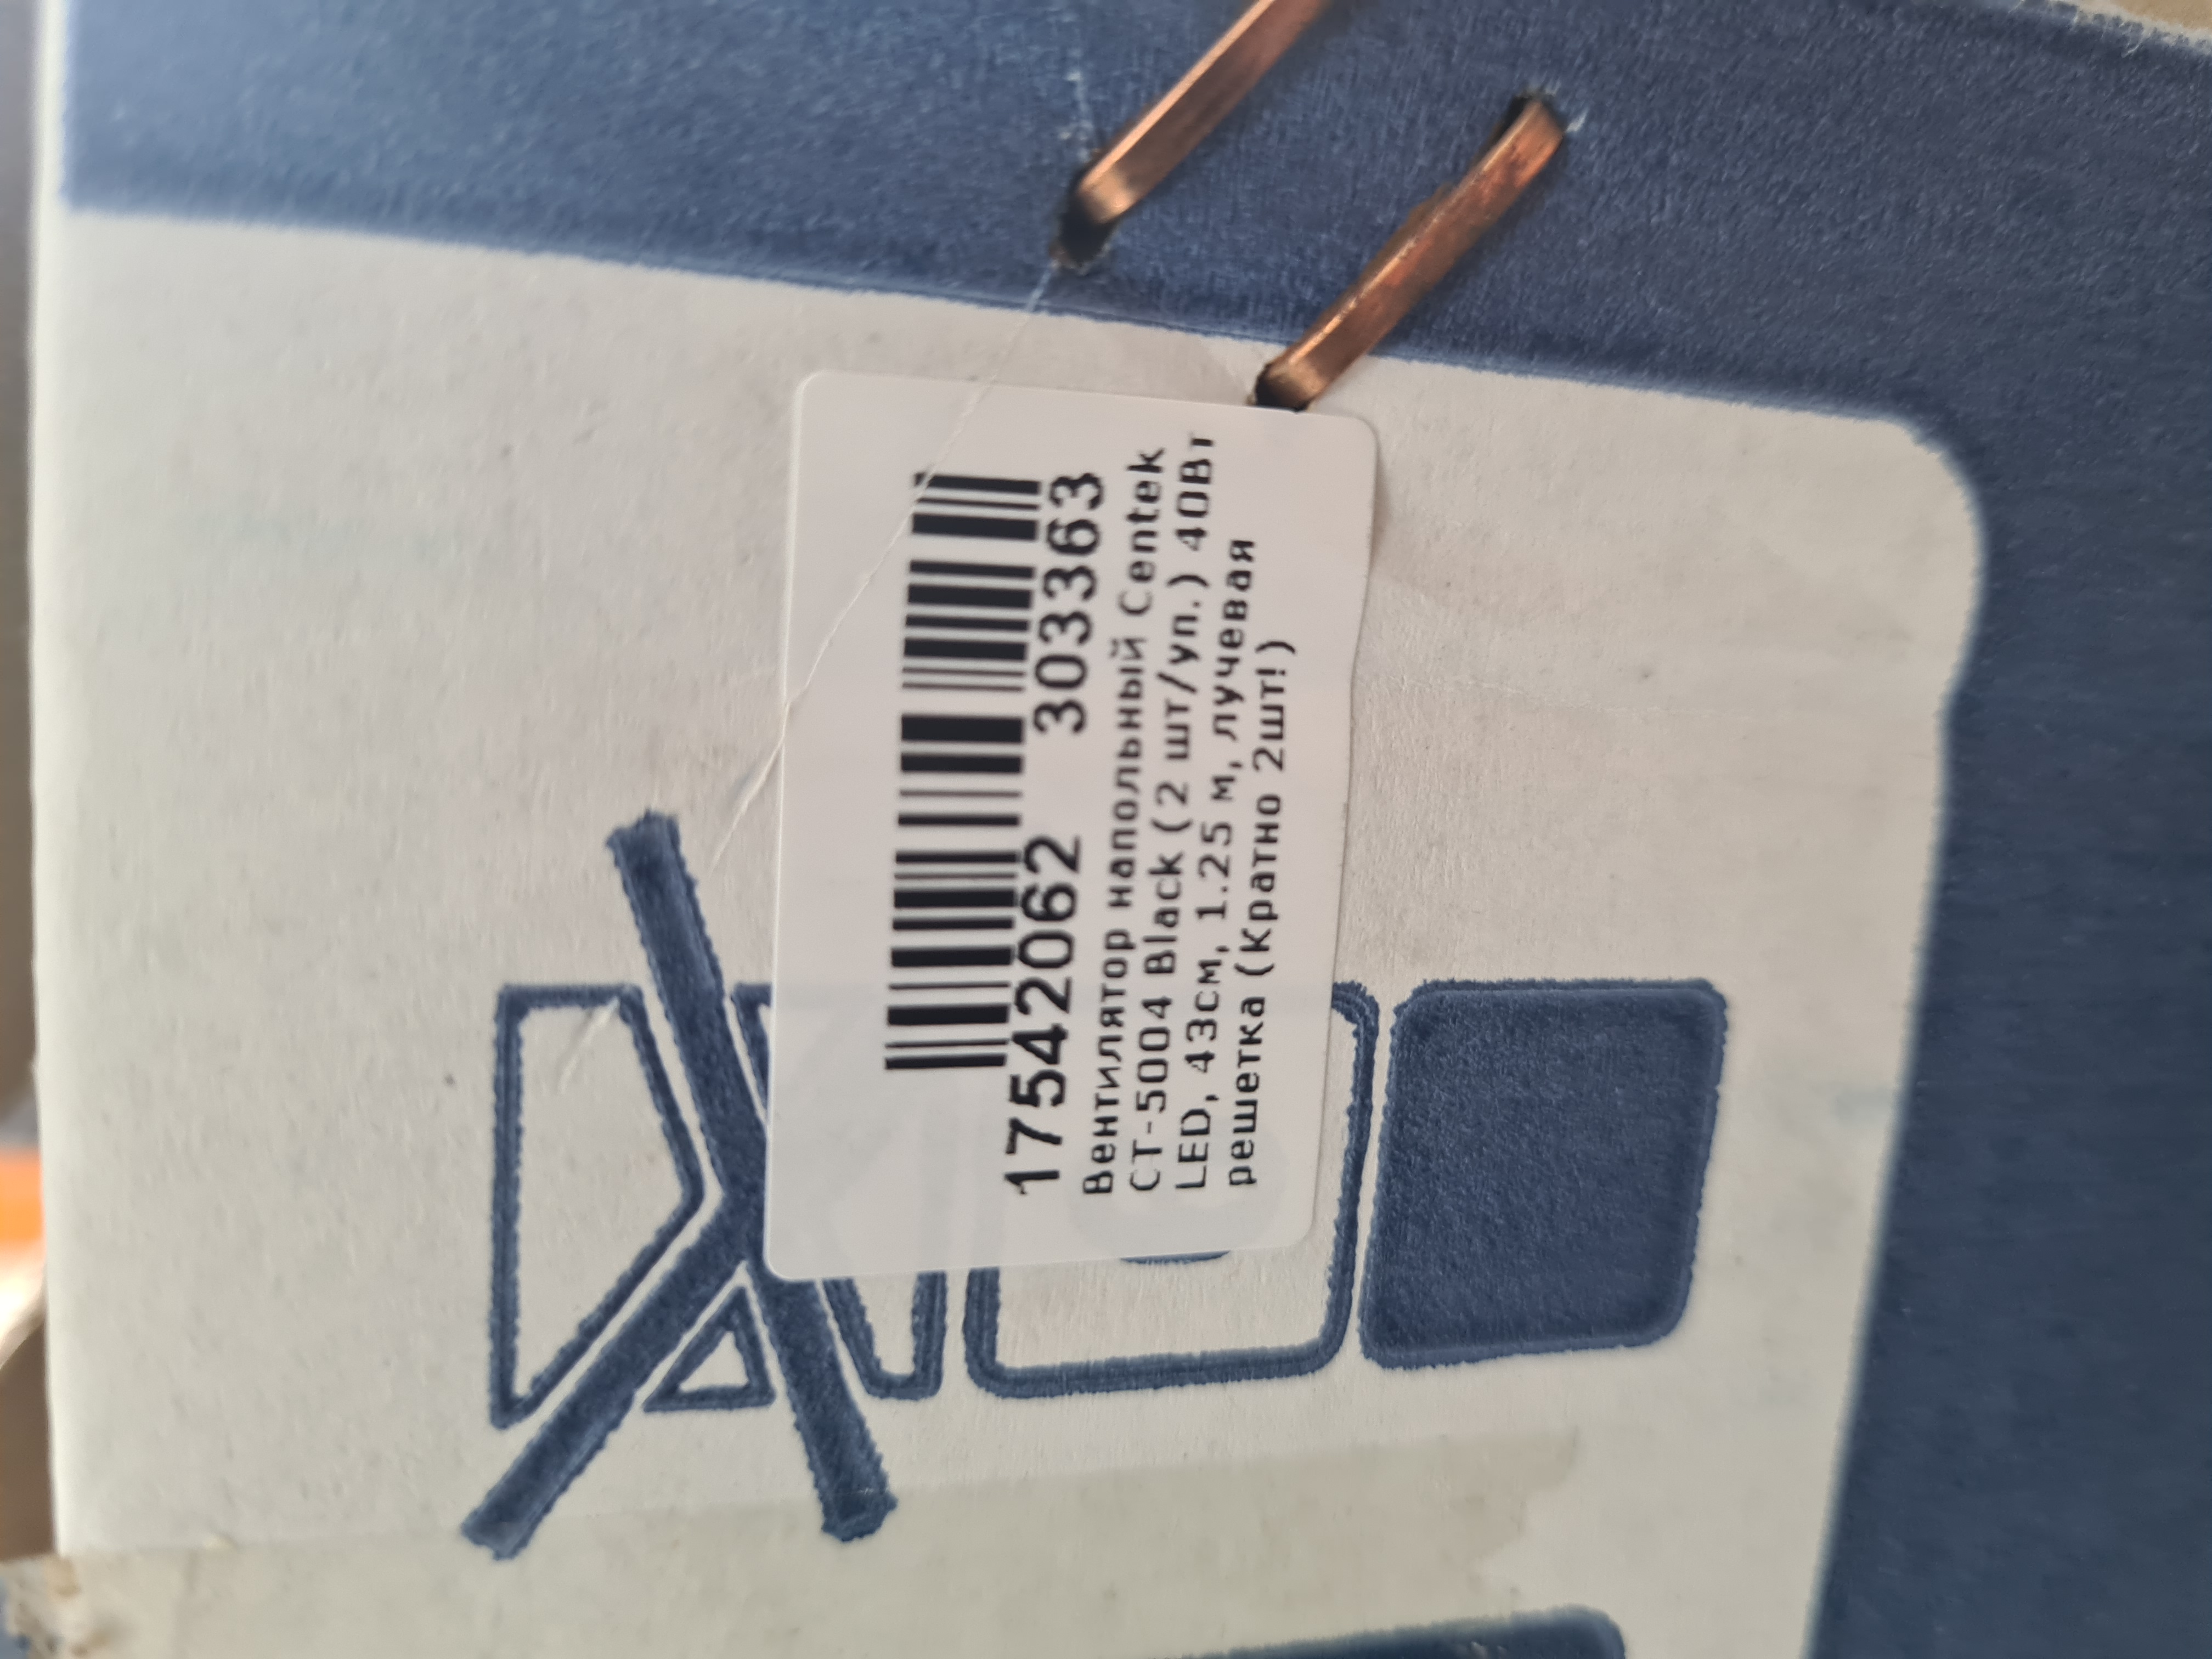 17542062 303363
Вентилятор напольный Centek
CT-5004 Black (2 шт/уп.) 40Вт
LED, 43см, 1.25 м, лучевая
решетка (Кратно 2шт!)